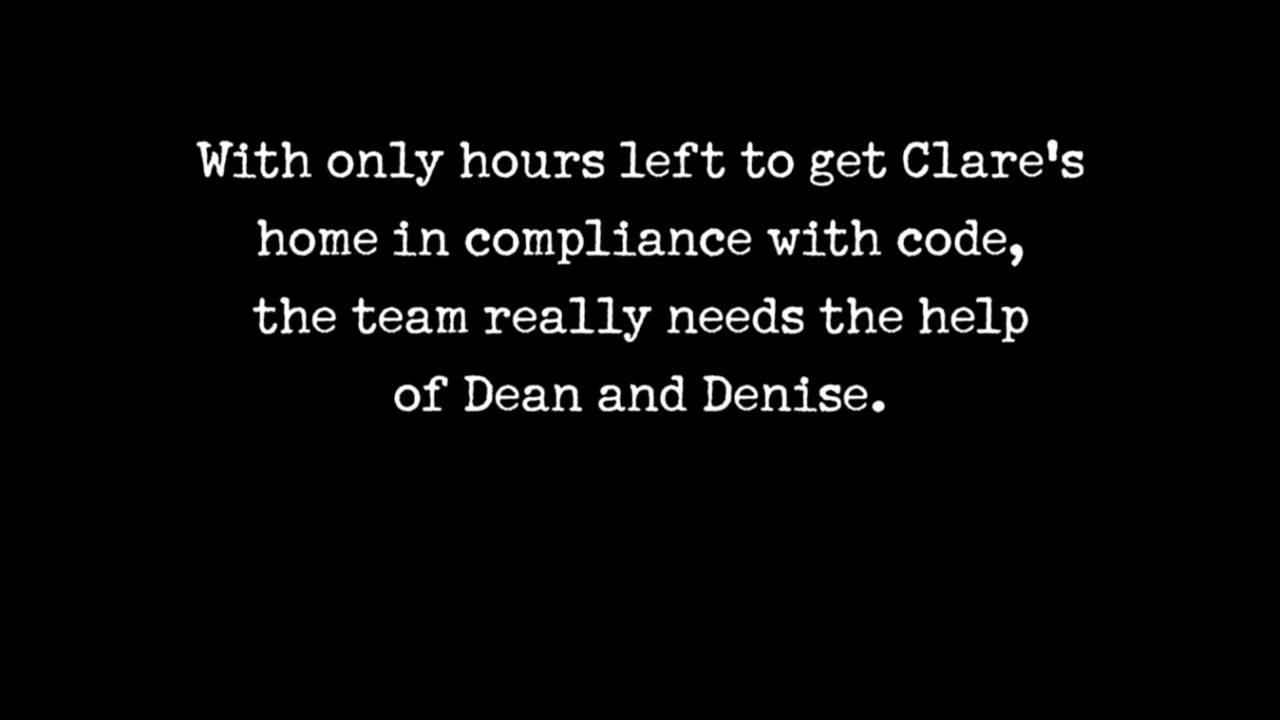 With only hours left to get Clare's
home in compliance with code,
the team really needs the help
of Dean and Denise.